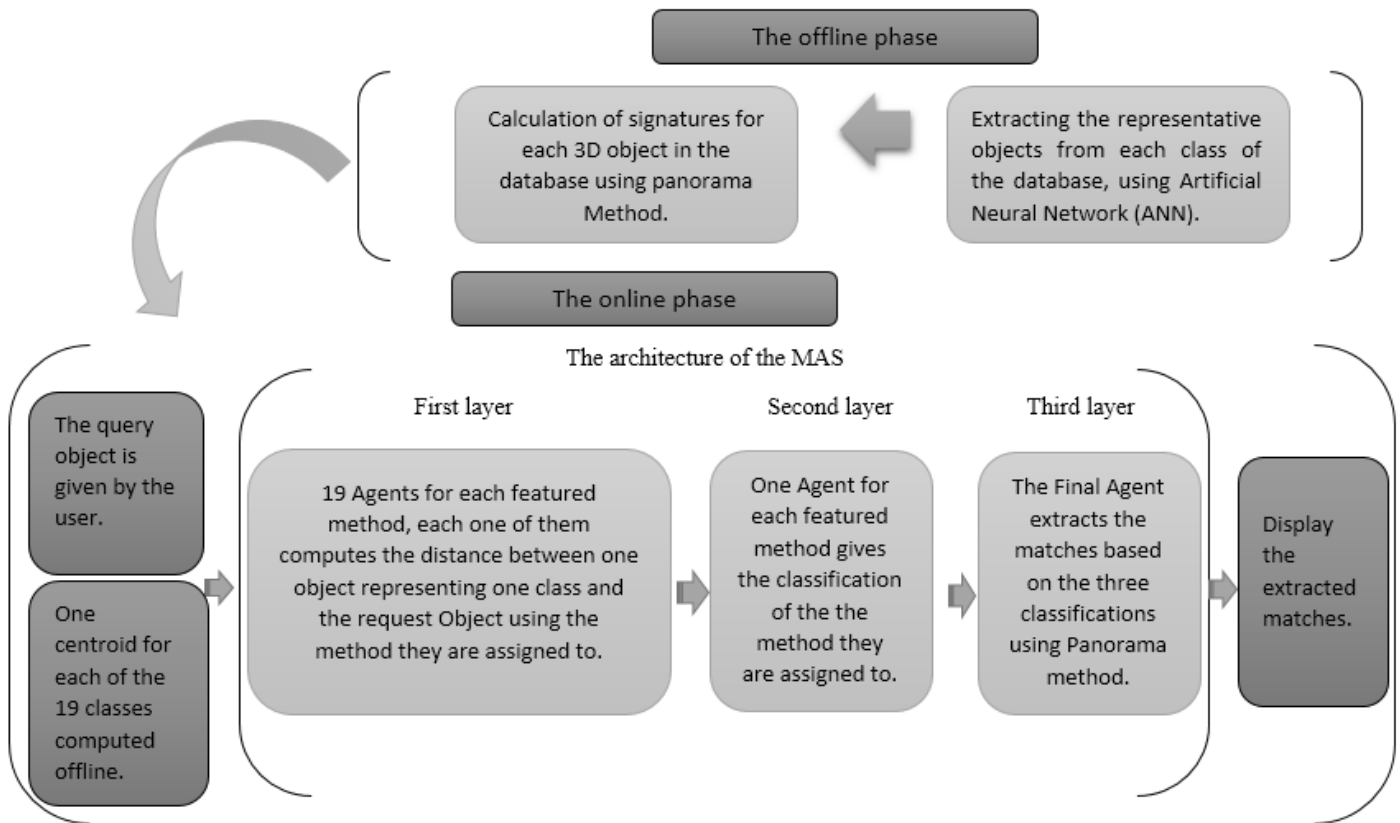 The offline phase
Calculation of signatures for
each 3D object in the
database using panorama
Method.
Extracting the representative
objects from each class of
the database, using Artificial
Neural Network (ANN).
The online phase
The architecture of the MAS
First layer
Second layer
Third layer
The query
object is
given by the
user.
One
centroid for
each of the
19 classes
computed
offline.
19 Agents for each featured
method, each one of them
computes the distance between one
object representing one class and
the request Object using the
method they are assigned to.
One Agent for
each featured
method gives
the classification
of the the
method they
are assigned to.
The Final Agent
extracts the
matches based
on the three
classifications
using Panorama
method.
Display
the
extracted
matches.